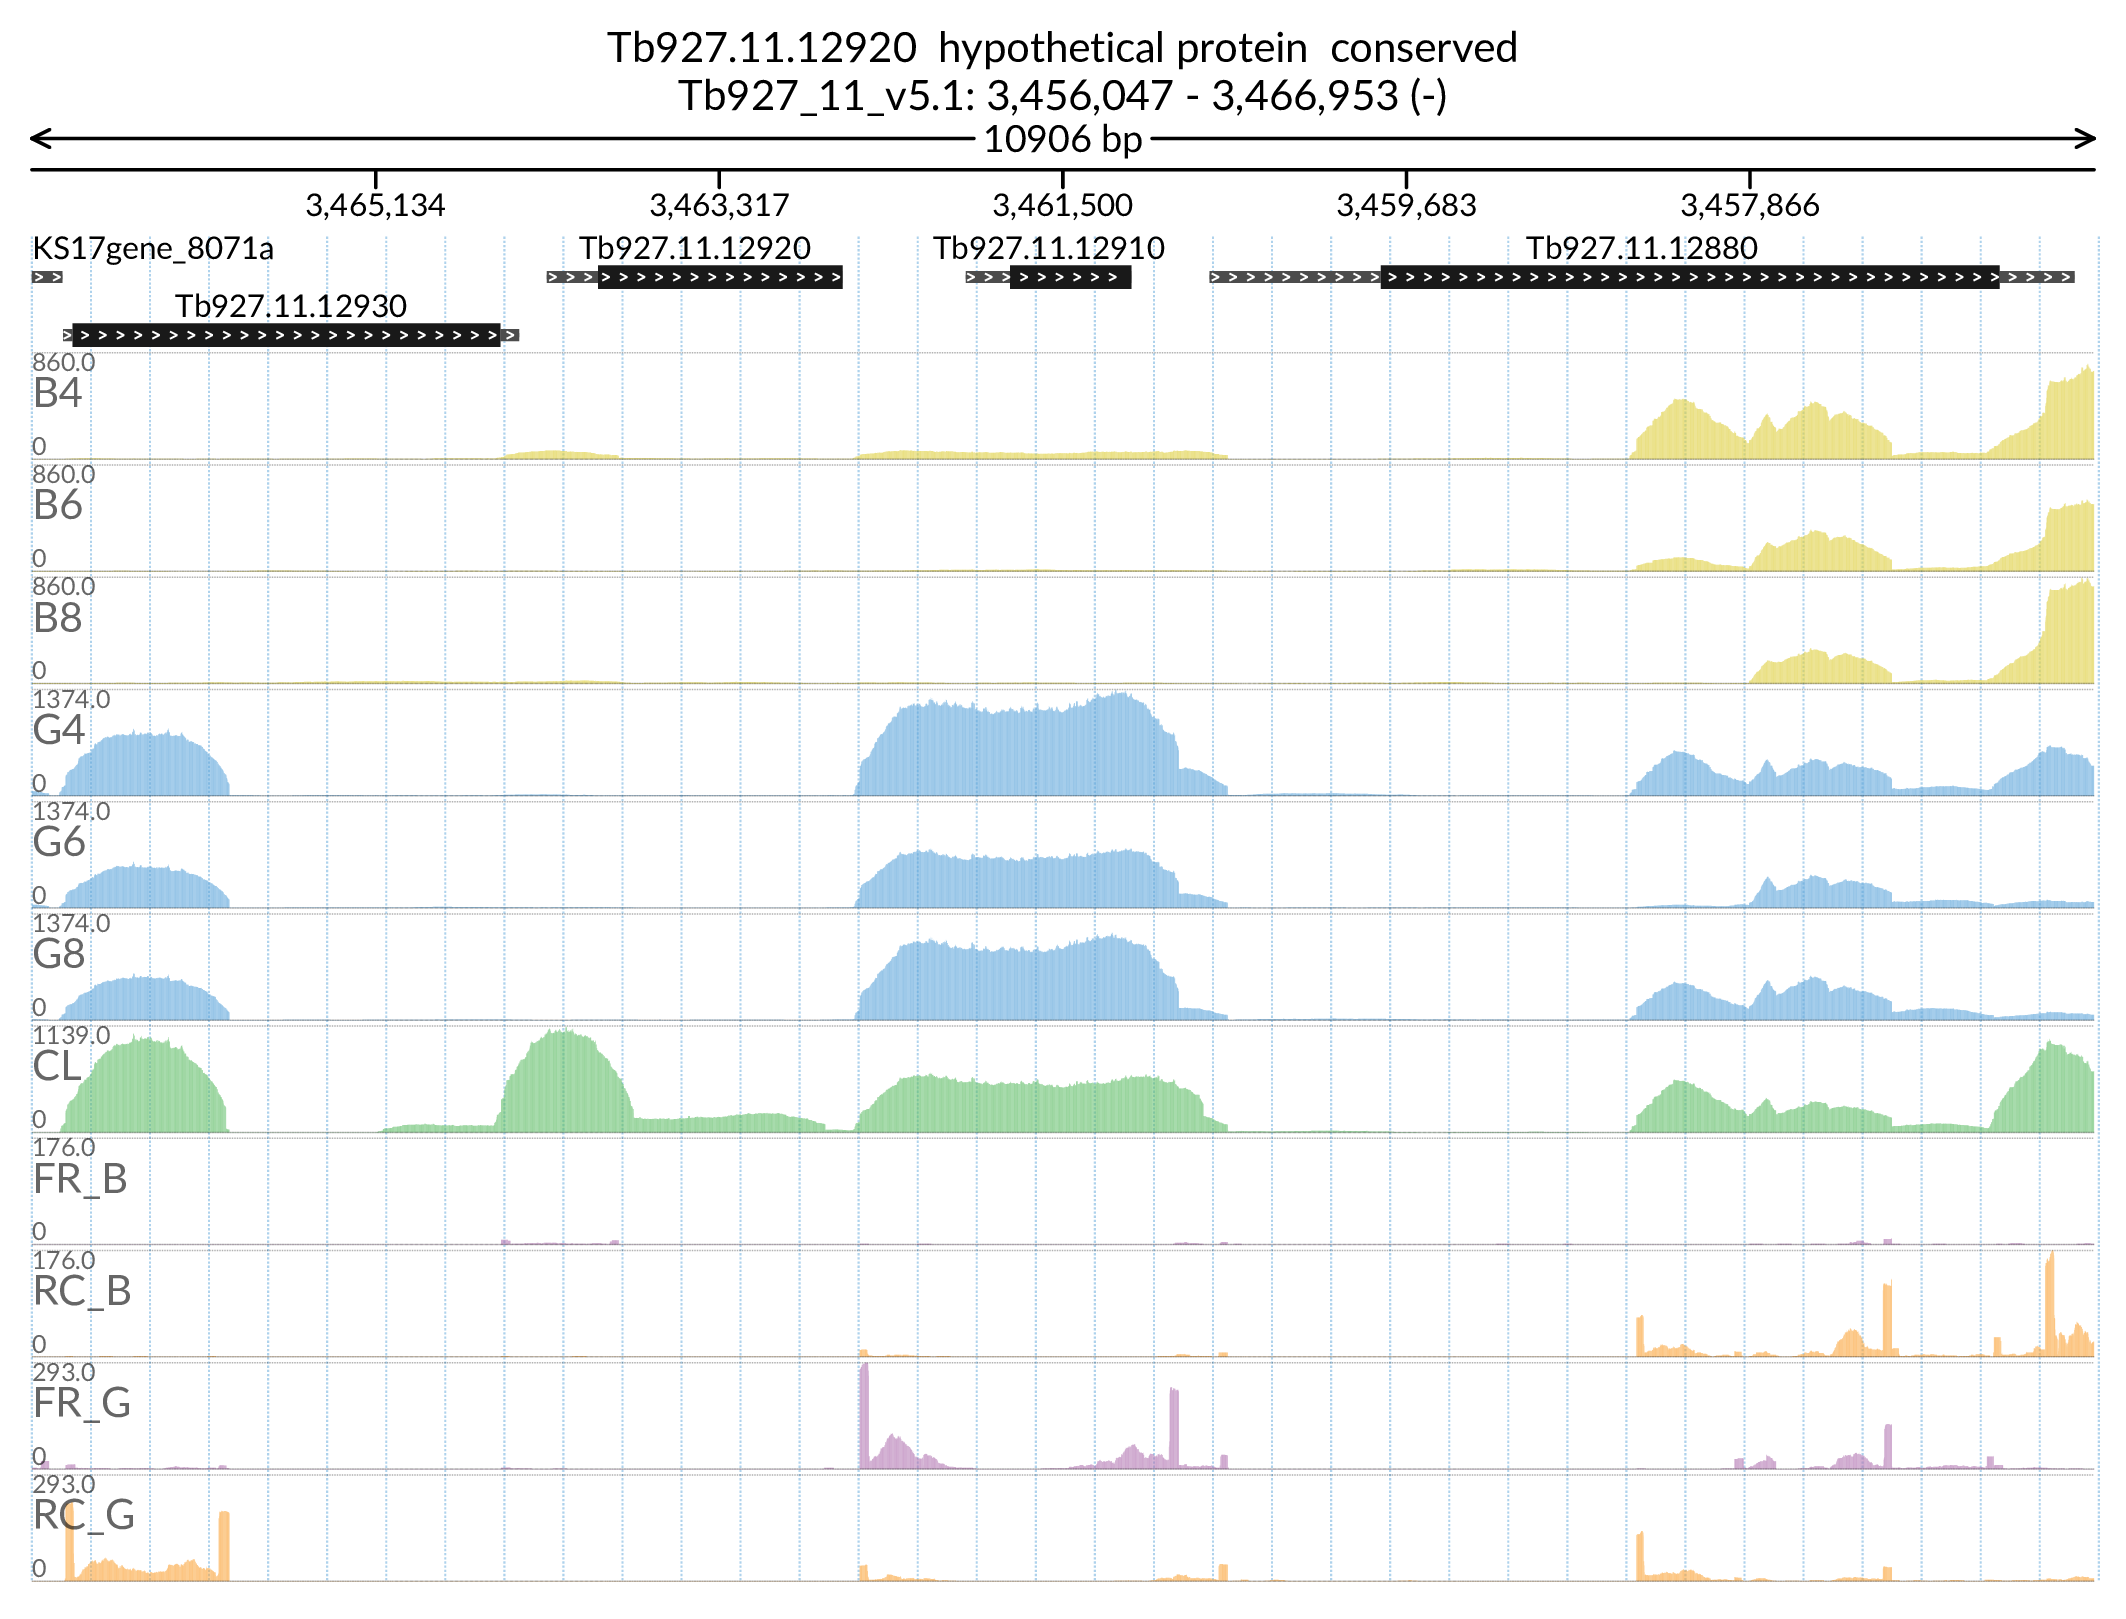 Tb927.11.12920  hypothetical protein  conserved
Tb927_11_v5.1: 3,456,047 - 3,466,953 (-)
10906 bp
3,465,134 3,463,317 3,461,500 3,459,683 3,457,866
KS17gene_8071a Tb927.11.12920 Tb927.11.12910 Tb927.11.12880
Tb927.11.12930
860.0
B4
0
860.0
B6
0
860.0
B8
0
1374.0
G4
0
1374.0
G6
0
1374.0
G8
0
1139.0
CL
0
176.0
FR_B
0
176.0
RC_B
0
293.0
FR_G
0
293.0
RC_G
0